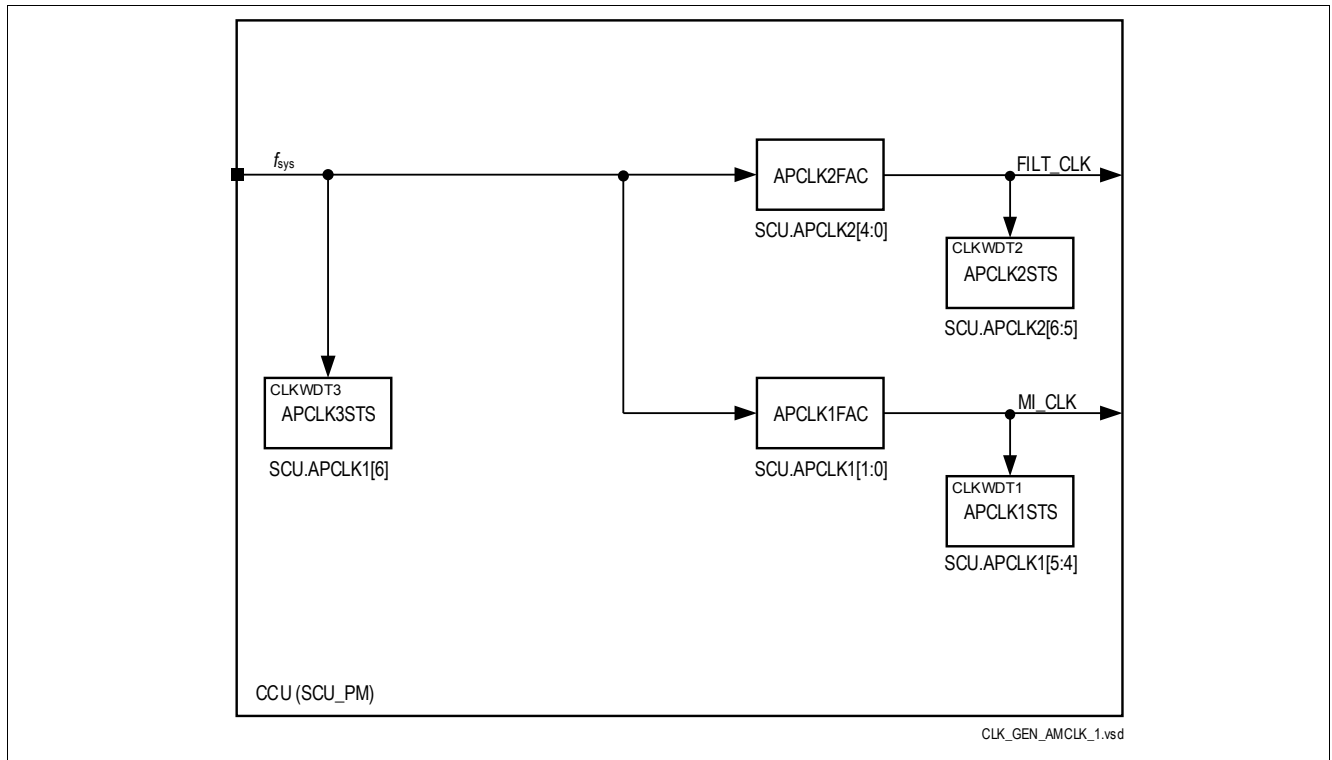 fsys
APCLK2FAC
FILT_CLK
SCU.APCLK2[4:0]
CLKWDT2
APCLK2STS
SCU.APCLK2[6:5]
CLKWDT3
APCLK3STS
SCU.APCLK1[6]
APCLK1FAC
MI_CLK
SCU.APCLK1[1:0]
CLKWDT1
APCLK1STS
SCU.APCLK1[5:4]
CCU (SCU_PM)
CLK_GEN_AMCLK_1.vsd